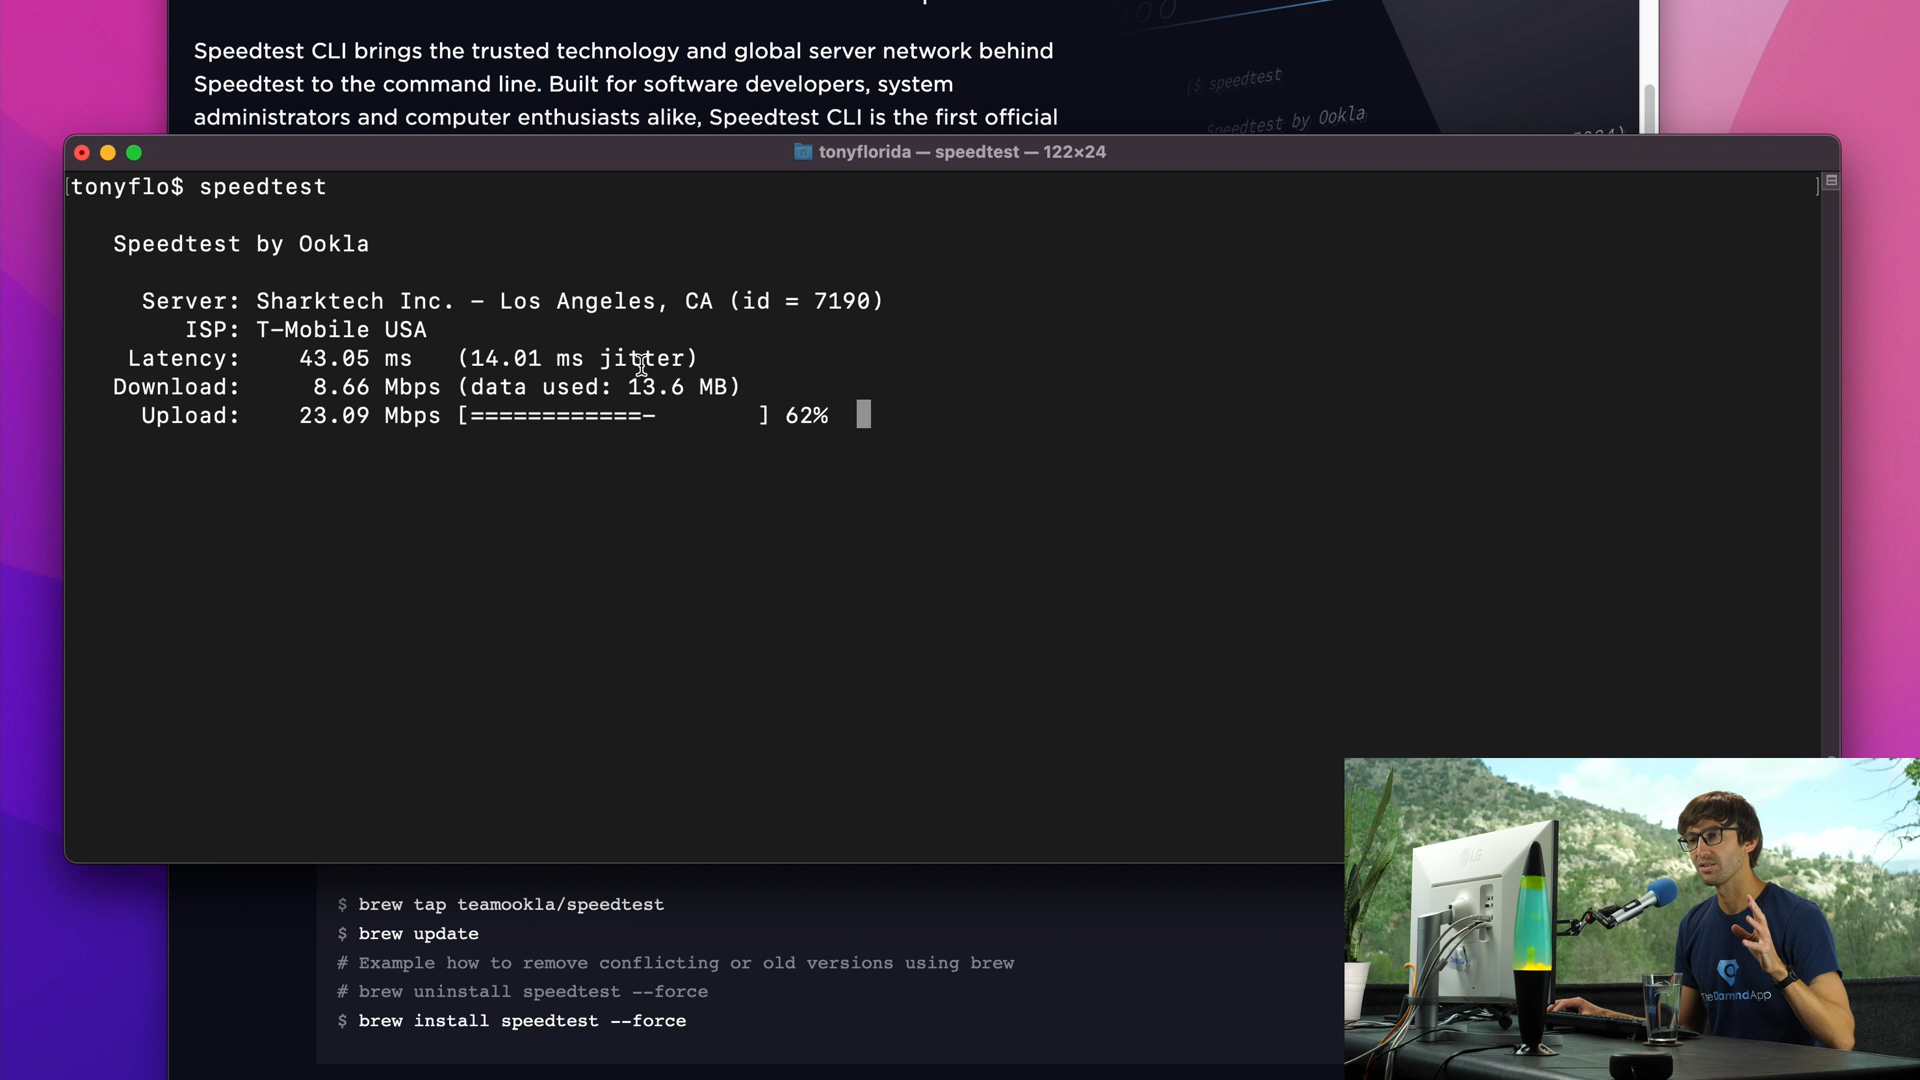 Speedtest CLI brings the trusted technology and global server network behind
Speedtest to the command line. Built for software developers, system
administrators and computer enthusiasts alike, Speedtest CLI is the first official
[$ speedtest
Speedtest by Ookla
tonyflorida — speedtest — 122×24
[tonyflo$ speedtest ]
Speedtest by Ookla
Server: Sharktech Inc. - Los Angeles, CA (id = 7190)
ISP: T-Mobile USA
Latency: 43.05 ms (14.01 ms jitter)
Download: 8.66 Mbps (data used: 13.6 MB)
Upload: 23.09 Mbps [============- ] 62%
$ brew tap teamookla/speedtest
$ brew update
# Example how to remove conflicting or old versions using brew
# brew uninstall speedtest --force
$ brew install speedtest --force
LG
The Damnd App